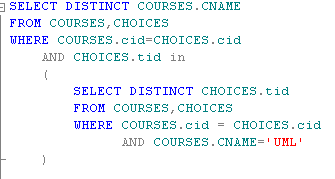 SELECT DISTINCT COURSES.CNAME
FROM COURSES,CHOICES
WHERE COURSES.cid=CHOICES.cid
AND CHOICES.tid in
(
SELECT DISTINCT CHOICES.tid
FROM COURSES,CHOICES
WHERE COURSES.cid = CHOICES.cid
AND COURSES.CNAME='UML'
)